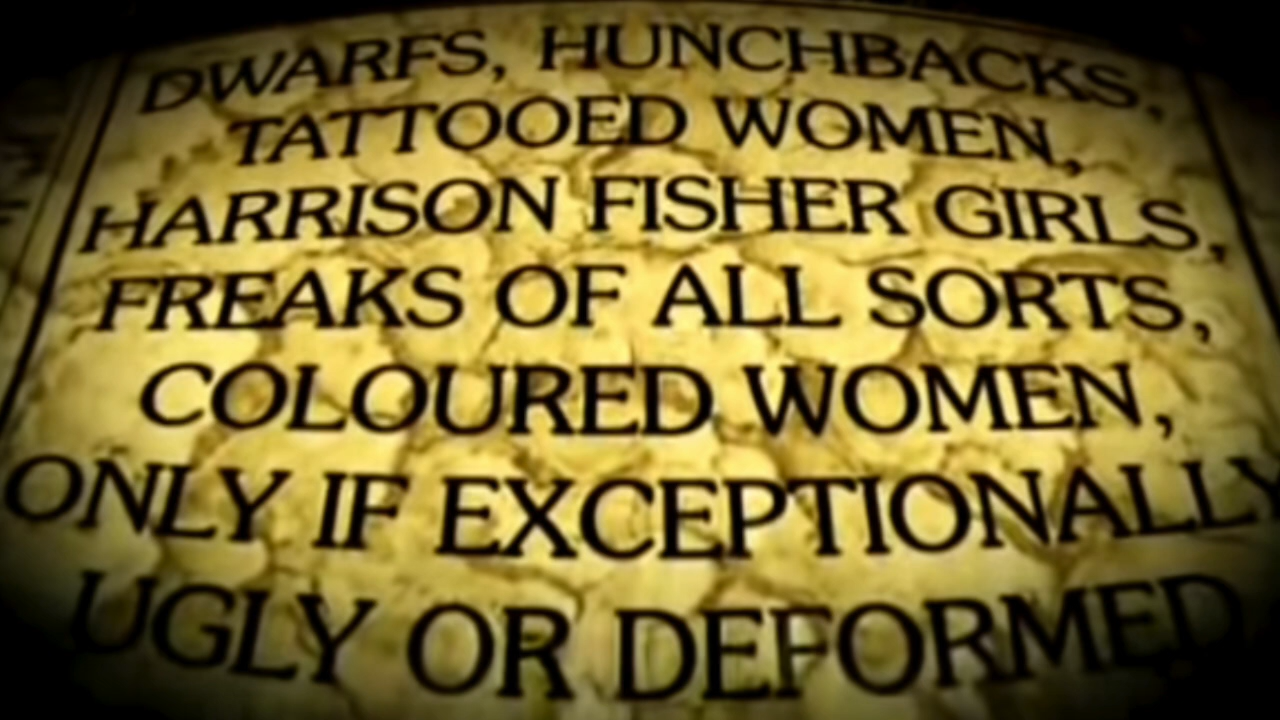 DWARFS, HUNCHBACKS,
TATTOOED WOMEN,
HARRISON FISHER GIRLS,
FREAKS OF ALL SORTS,
COLOURED WOMEN,
ONLY IF EXCEPTIONALLY
UGLY OR DEFORMED